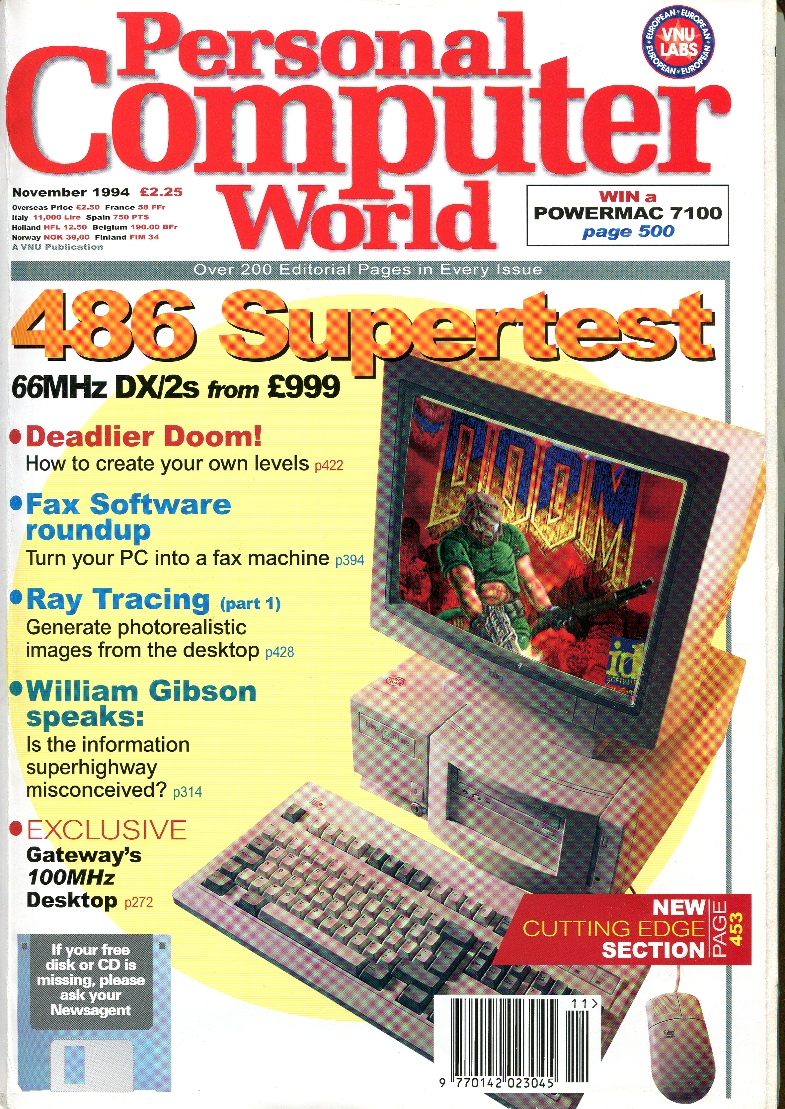 Personal
Computer
World
EUROPEAN • EUROPEAN • EUROPEAN • EUROPEAN
VNU
LABS
November 1994 £2.25
Overseas Price £2.50 France 58 FFr
Italy 11,000 Lire Spain 750 PTS
Holland HFL 12.50 Belgium 190.00 BFr
Norway NOK 39,00 Finland FIM 34
A VNU Publication
WIN a
POWERMAC 7100
page 500
Over 200 Editorial Pages in Every Issue
486 Supertest
66MHz DX/2s from £999
•Deadlier Doom!
How to create your own levels p422
•Fax Software
roundup
Turn your PC into a fax machine p394
•Ray Tracing (part 1)
Generate photorealistic
images from the desktop p428
•William Gibson
speaks:
Is the information
superhighway
misconceived? p314
•EXCLUSIVE
Gateway's
100MHz
Desktop p272
DOOM
id
SOFTWARE
NEW
CUTTING EDGE
SECTION
PAGE
453
If your free
disk or CD is
missing, please
ask your
Newsagent
11>
9 770142 023045